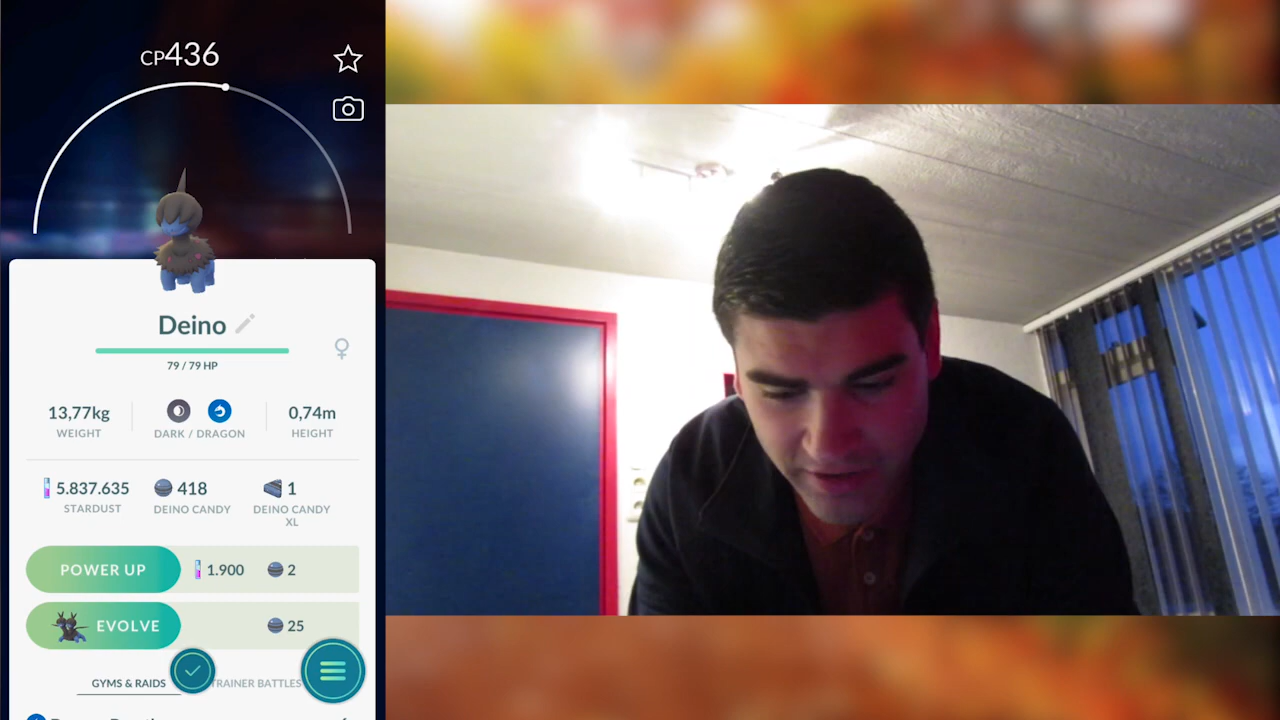 CP436
Deino
79 / 79 HP
13,77kg
WEIGHT
DARK / DRAGON
0,74m
HEIGHT
5.837.635
STARDUST
418
DEINO CANDY
1
DEINO CANDY
XL
POWER UP 1.900 2
EVOLVE 25
GYMS & RAIDS TRAINER BATTLES